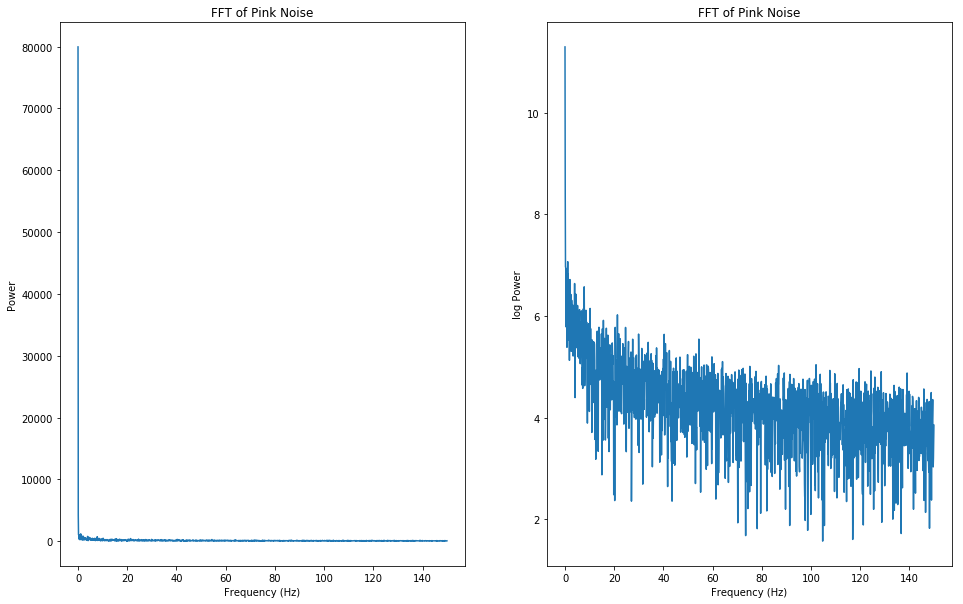 FFT of Pink Noise
80000
70000
60000
50000
40000
30000
20000
10000
0
Power
0 20 40 60 80 100 120 140
Frequency (Hz)
FFT of Pink Noise
10
8
6
4
2
log Power
0 20 40 60 80 100 120 140
Frequency (Hz)